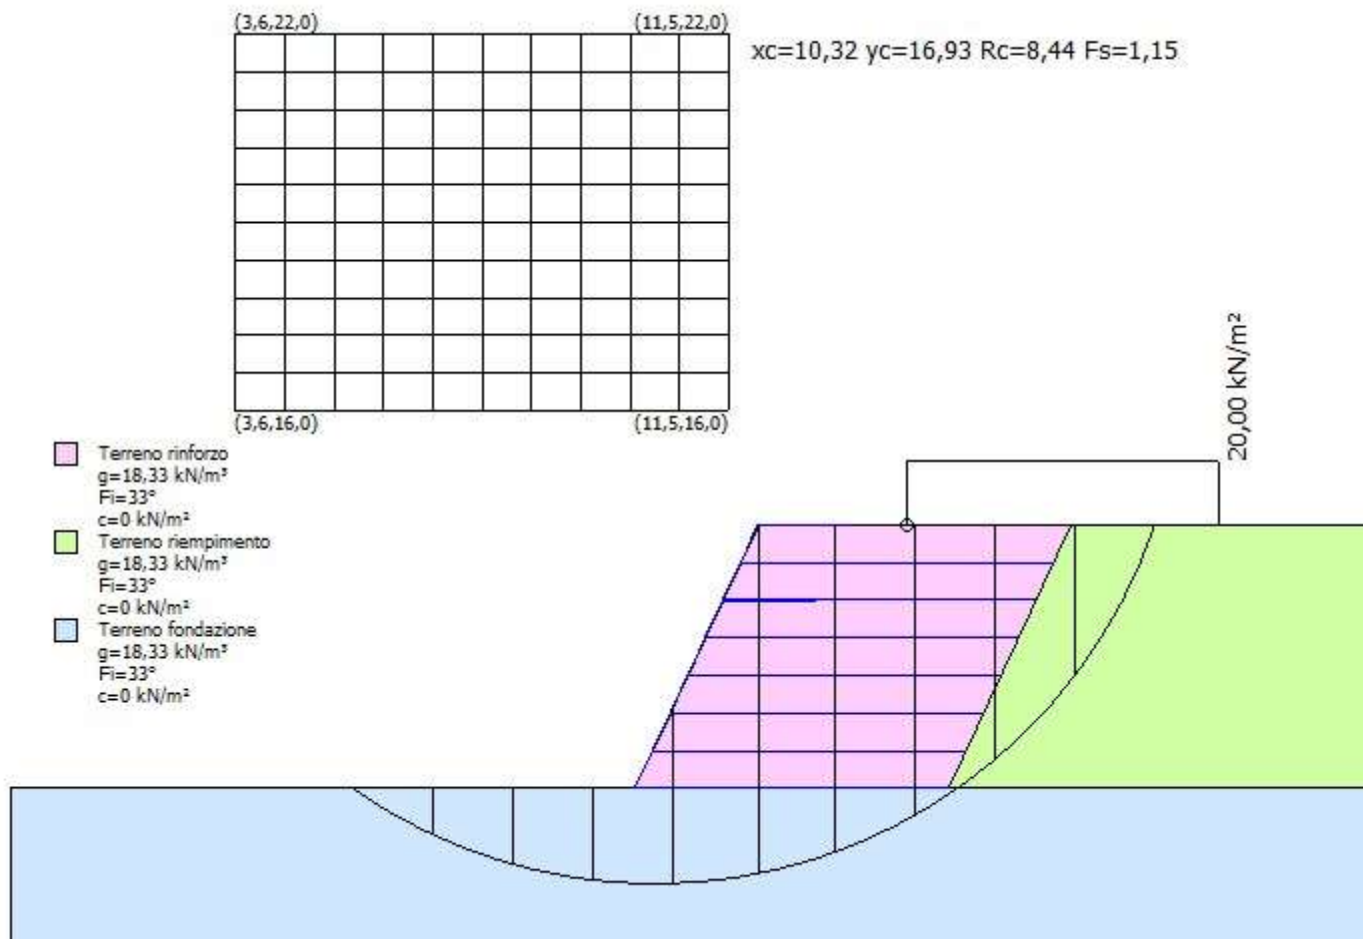 (3,6,22,0)
(11,5,22,0)
xc=10,32 yc=16,93 Rc=8,44 Fs=1,15
(3,6,16,0)
(11,5,16,0)
20,00 kN/m²
Terreno rinforzo
g=18,33 kN/m³
Fi=33°
c=0 kN/m²
Terreno riempimento
g=18,33 kN/m³
Fi=33°
c=0 kN/m²
Terreno fondazione
g=18,33 kN/m³
Fi=33°
c=0 kN/m²